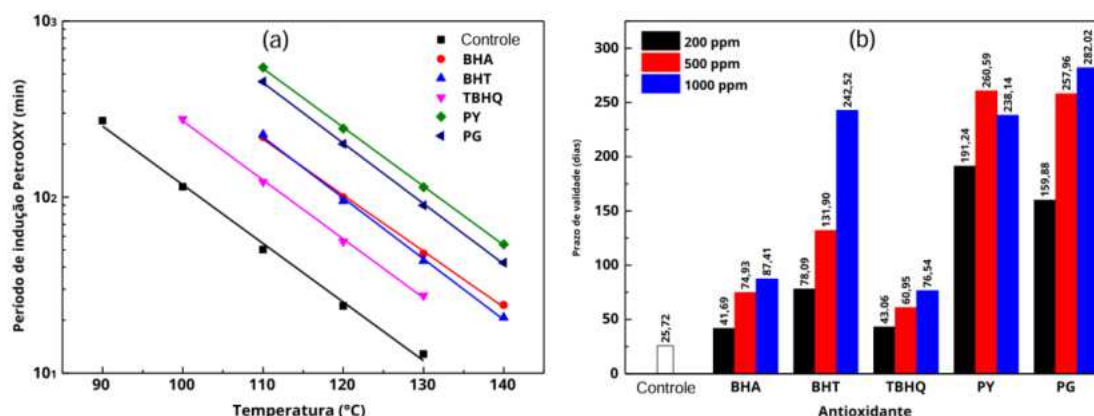 (a)
Controle
BHA
BHT
TBHQ
PY
PG
10³
10²
10¹
Período de indução PetroOXY (min)
90 100 110 120 130 140
Temperatura (°C)
(b)
200 ppm
500 ppm
1000 ppm
300
250
200
150
100
50
0
Prazo de validade (dias)
25,72
41,69
74,93
87,41
78,09
131,90
242,52
43,06
60,95
76,54
191,24
260,59
238,14
159,88
257,96
282.02
Controle BHA BHT TBHQ PY PG
Antioxidante